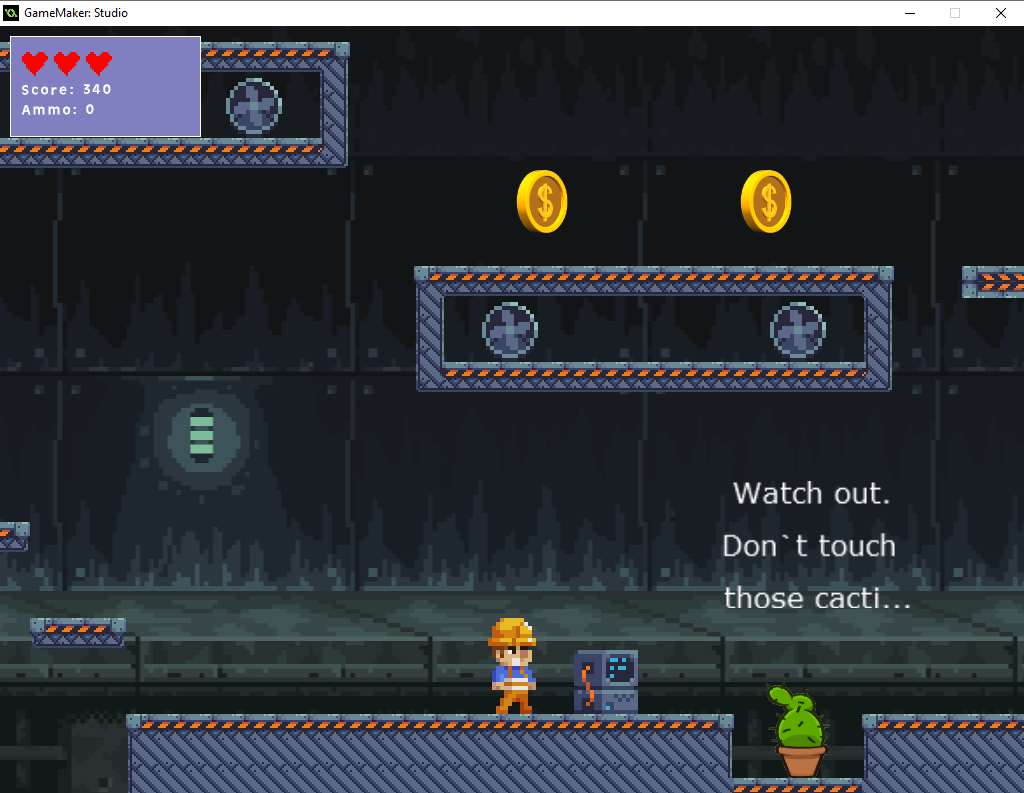 GameMaker: Studio
Score: 340
Ammo: 0
Watch out.
Don`t touch
those cacti...